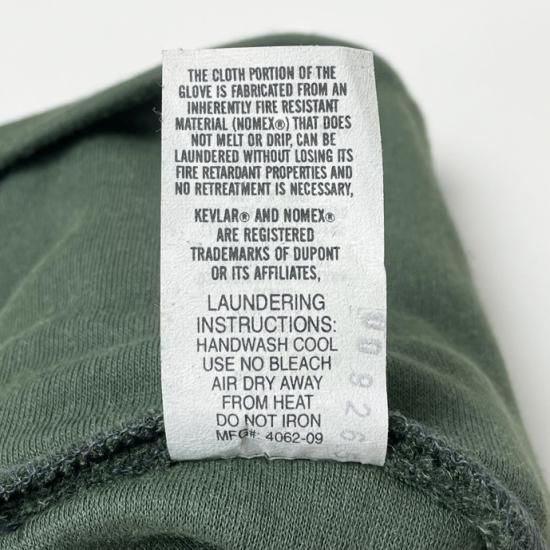 THE CLOTH PORTION OF THE
GLOVE IS FABRICATED FROM AN
INHERENTLY FIRE RESISTANT
MATERIAL (NOMEX®) THAT DOES
NOT MELT OR DRIP, CAN BE
LAUNDERED WITHOUT LOSING ITS
FIRE RETARDANT PROPERTIES AND
NO RETREATMENT IS NECESSARY,
KEVLAR® AND NOMEX®
ARE REGISTERED
TRADEMARKS OF DUPONT
OR ITS AFFILIATES,
LAUNDERING
INSTRUCTIONS:
HANDWASH COOL
USE NO BLEACH
AIR DRY AWAY
FROM HEAT
DO NOT IRON
MFG#: 4062-09